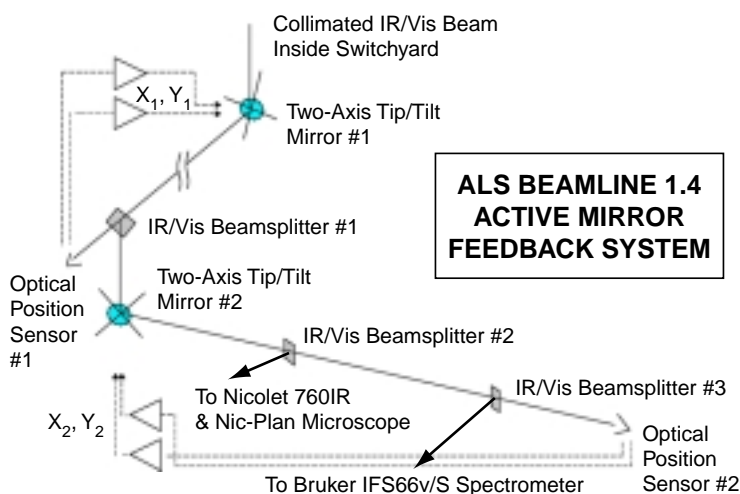 Collimated IR/Vis Beam
Inside Switchyard
X1, Y1
Two-Axis Tip/Tilt
Mirror #1
ALS BEAMLINE 1.4
ACTIVE MIRROR
FEEDBACK SYSTEM
IR/Vis Beamsplitter #1
Optical
Position
Sensor
#1
Two-Axis Tip/Tilt
Mirror #2
IR/Vis Beamsplitter #2
To Nicolet 760IR
& Nic-Plan Microscope
IR/Vis Beamsplitter #3
X2, Y2
Optical
Position
Sensor #2
To Bruker IFS66v/S Spectrometer